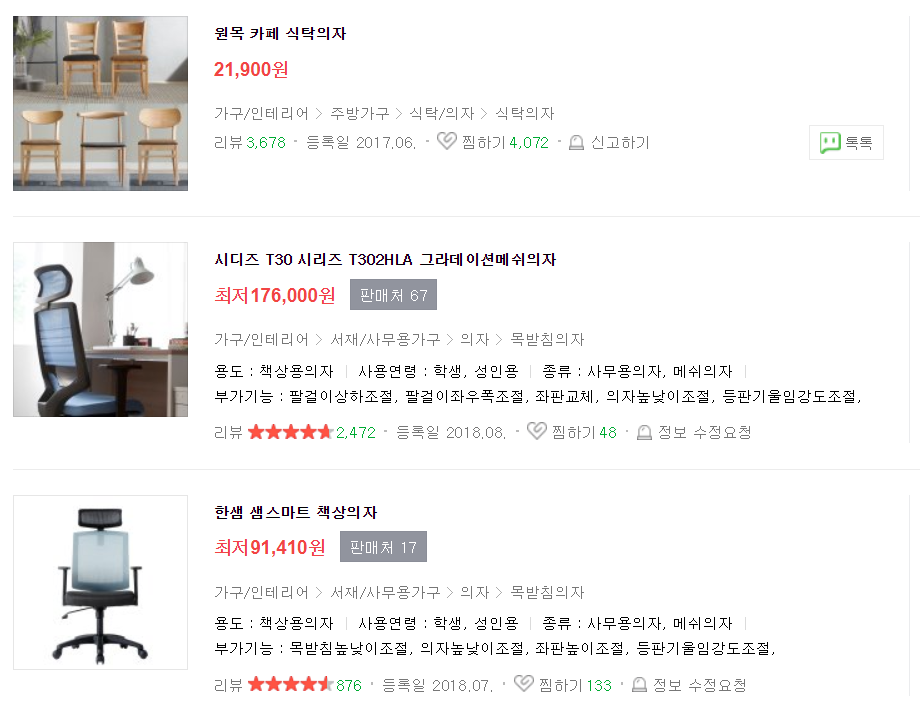 원목 카페 식탁의자
21,900원
가구/인테리어 > 주방가구 > 식탁/의자 > 식탁의자
리뷰 3,678 · 등록일 2017.06. · 찜하기 4,072 · 신고하기
톡톡
시디즈 T30 시리즈 T302HLA 그라데이션메쉬의자
최저176,000원 판매처 67
가구/인테리어 > 서재/사무용가구 > 의자 > 목받침의자
용도 : 책상용의자 | 사용연령 : 학생, 성인용 | 종류 : 사무용의자, 메쉬의자 |
부가기능 : 팔걸이상하조절, 팔걸이좌우폭조절, 좌판교체, 의자높낮이조절, 등판기울임강도조절,
리뷰 ★★★★★ 2,472 · 등록일 2018.08. · 찜하기 48 · 정보 수정요청
한샘 샘스마트 책상의자
최저91,410원 판매처 17
가구/인테리어 > 서재/사무용가구 > 의자 > 목받침의자
용도 : 책상용의자 | 사용연령 : 학생, 성인용 | 종류 : 사무용의자, 메쉬의자 |
부가기능 : 목받침높낮이조절, 의자높낮이조절, 좌판높이조절, 등판기울임강도조절,
리뷰 ★★★★★ 876 · 등록일 2018.07. · 찜하기 133 · 정보 수정요청